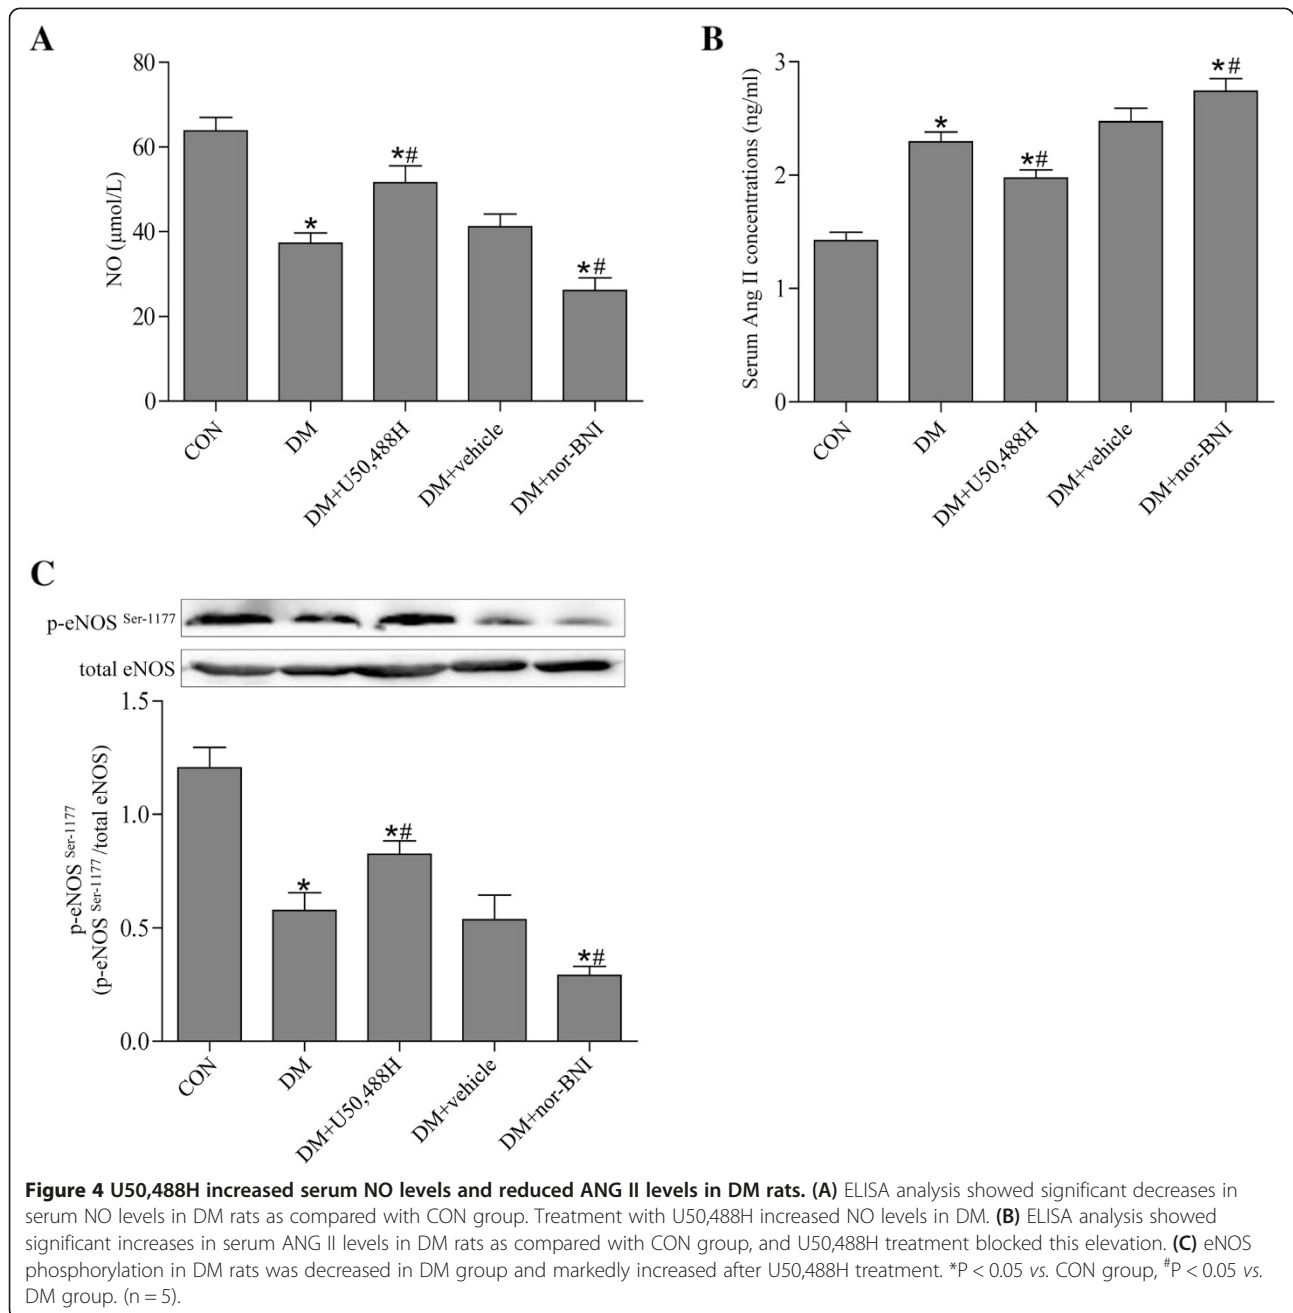 A
NO (µmol/L)
80
60
40
20
0
*
*#
*#
CON
DM
DM+U50,488H
DM+vehicle
DM+nor-BNI
B
Serum Ang II concentrations (ng/ml)
3
2
1
0
*
*#
*#
CON
DM
DM+U50,488H
DM+vehicle
DM+nor-BNI
C
p-eNOS Ser-1177
total eNOS
p-eNOS Ser-1177
(p-eNOS Ser-1177/total eNOS)
1.5
1.0
0.5
0.0
*
*#
*#
CON
DM
DM+U50,488H
DM+vehicle
DM+nor-BNI
Figure 4 U50,488H increased serum NO levels and reduced ANG II levels in DM rats. (A) ELISA analysis showed significant decreases in
serum NO levels in DM rats as compared with CON group. Treatment with U50,488H increased NO levels in DM. (B) ELISA analysis showed
significant increases in serum ANG II levels in DM rats as compared with CON group, and U50,488H treatment blocked this elevation. (C) eNOS
phosphorylation in DM rats was decreased in DM group and markedly increased after U50,488H treatment. *P < 0.05 vs. CON group, #P < 0.05 vs.
DM group. (n = 5).